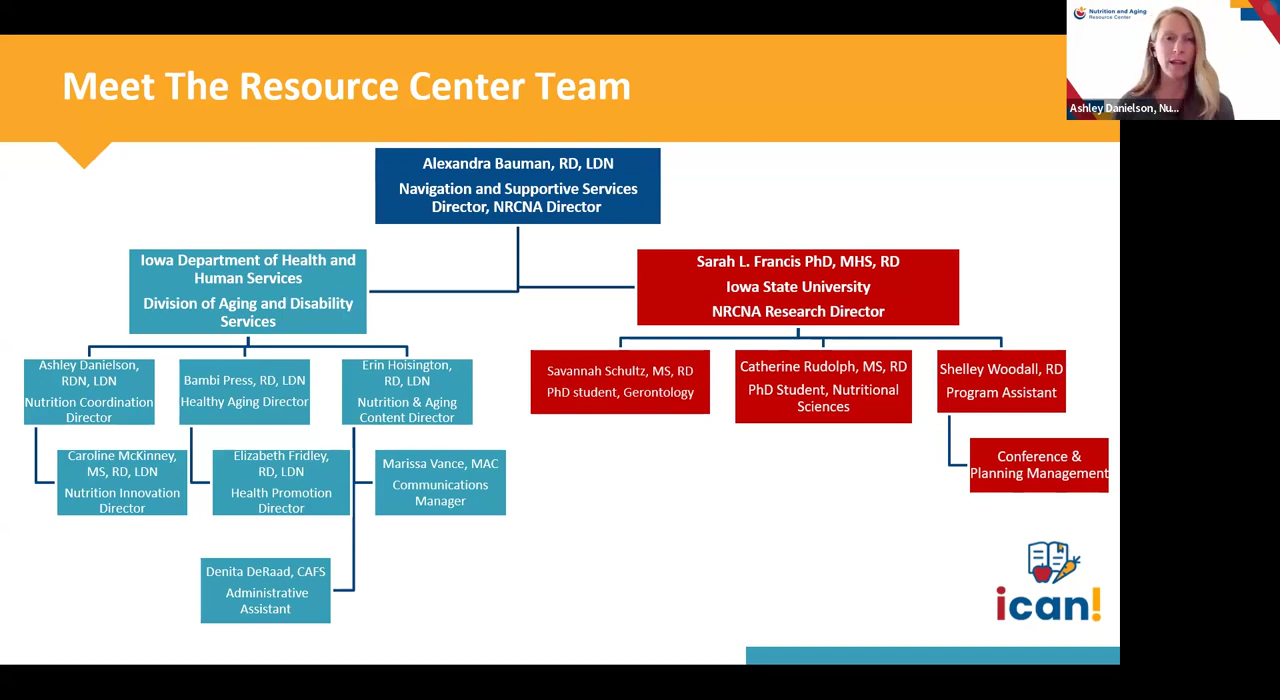 Nutrition and Aging
Resource Center
Ashley Danielson, Nu...
Meet The Resource Center Team
Alexandra Bauman, RD, LDN
Navigation and Supportive Services
Director, NRCNA Director
Iowa Department of Health and
Human Services
Division of Aging and Disability
Services
Sarah L. Francis PhD, MHS, RD
Iowa State University
NRCNA Research Director
Ashley Danielson,
RDN, LDN
Nutrition Coordination
Director
Bambi Press, RD, LDN
Healthy Aging Director
Erin Hoisington,
RD, LDN
Nutrition & Aging
Content Director
Savannah Schultz, MS, RD
PhD student, Gerontology
Catherine Rudolph, MS, RD
PhD Student, Nutritional
Sciences
Shelley Woodall, RD
Program Assistant
Caroline McKinney,
MS, RD, LDN
Nutrition Innovation
Director
Elizabeth Fridley,
RD, LDN
Health Promotion
Director
Marissa Vance, MAC
Communications
Manager
Conference &
Planning Management
Denita DeRaad, CAFS
Administrative
Assistant
ican!